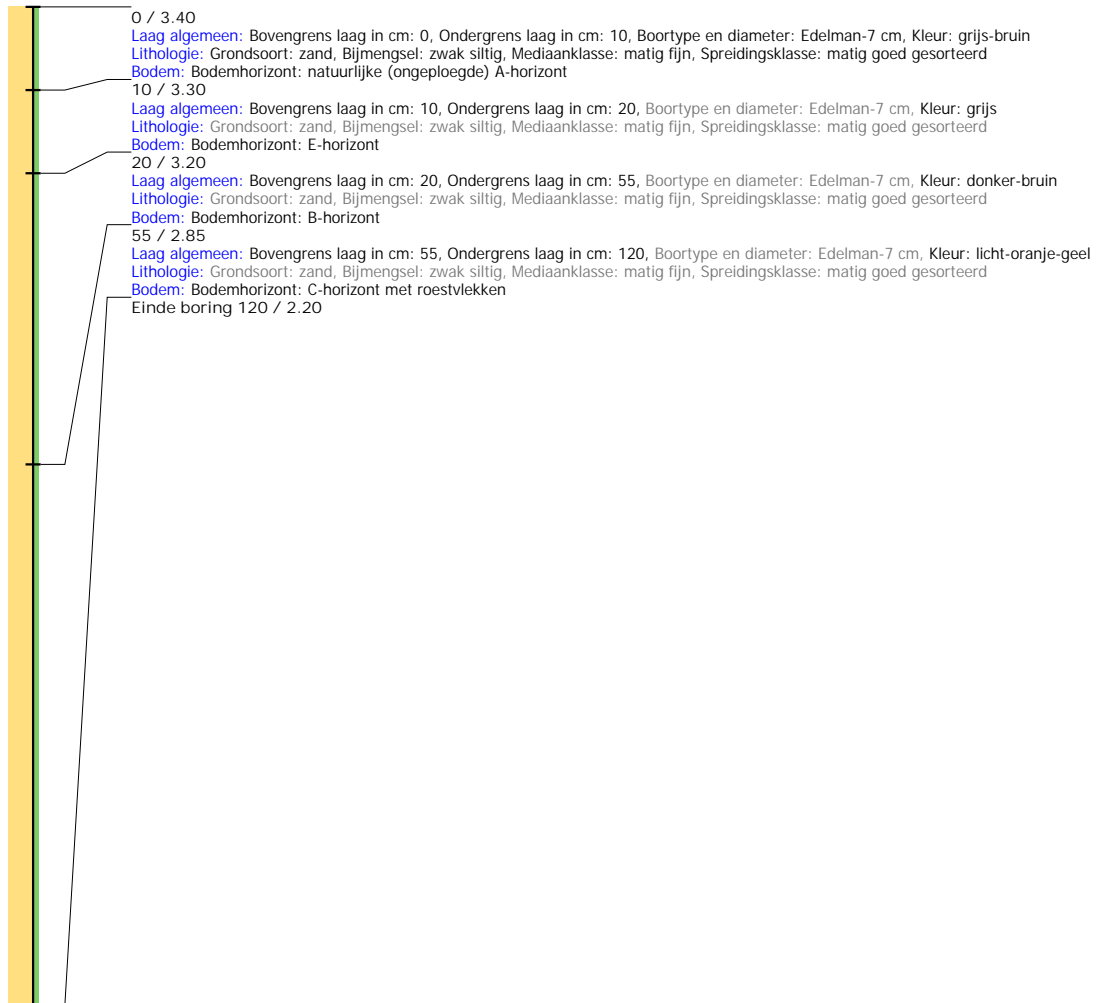 0 / 3.40
Laag algemeen: Bovengrens laag in cm: 0, Ondergrens laag in cm: 10, Boortype en diameter: Edelman-7 cm, Kleur: grijs-bruin
Lithologie: Grondsoort: zand, Bijmengsel: zwak siltig, Mediaanklasse: matig fijn, Spreidingsklasse: matig goed gesorteerd
Bodem: Bodemhorizont: natuurlijke (ongeploegde) A-horizont
10 / 3.30
Laag algemeen: Bovengrens laag in cm: 10, Ondergrens laag in cm: 20, Boortype en diameter: Edelman-7 cm, Kleur: grijs
Lithologie: Grondsoort: zand, Bijmengsel: zwak siltig, Mediaanklasse: matig fijn, Spreidingsklasse: matig goed gesorteerd
Bodem: Bodemhorizont: E-horizont
20 / 3.20
Laag algemeen: Bovengrens laag in cm: 20, Ondergrens laag in cm: 55, Boortype en diameter: Edelman-7 cm, Kleur: donker-bruin
Lithologie: Grondsoort: zand, Bijmengsel: zwak siltig, Mediaanklasse: matig fijn, Spreidingsklasse: matig goed gesorteerd
Bodem: Bodemhorizont: B-horizont
55 / 2.85
Laag algemeen: Bovengrens laag in cm: 55, Ondergrens laag in cm: 120, Boortype en diameter: Edelman-7 cm, Kleur: licht-oranje-geel
Lithologie: Grondsoort: zand, Bijmengsel: zwak siltig, Mediaanklasse: matig fijn, Spreidingsklasse: matig goed gesorteerd
Bodem: Bodemhorizont: C-horizont met roestvlekken
Einde boring 120 / 2.20